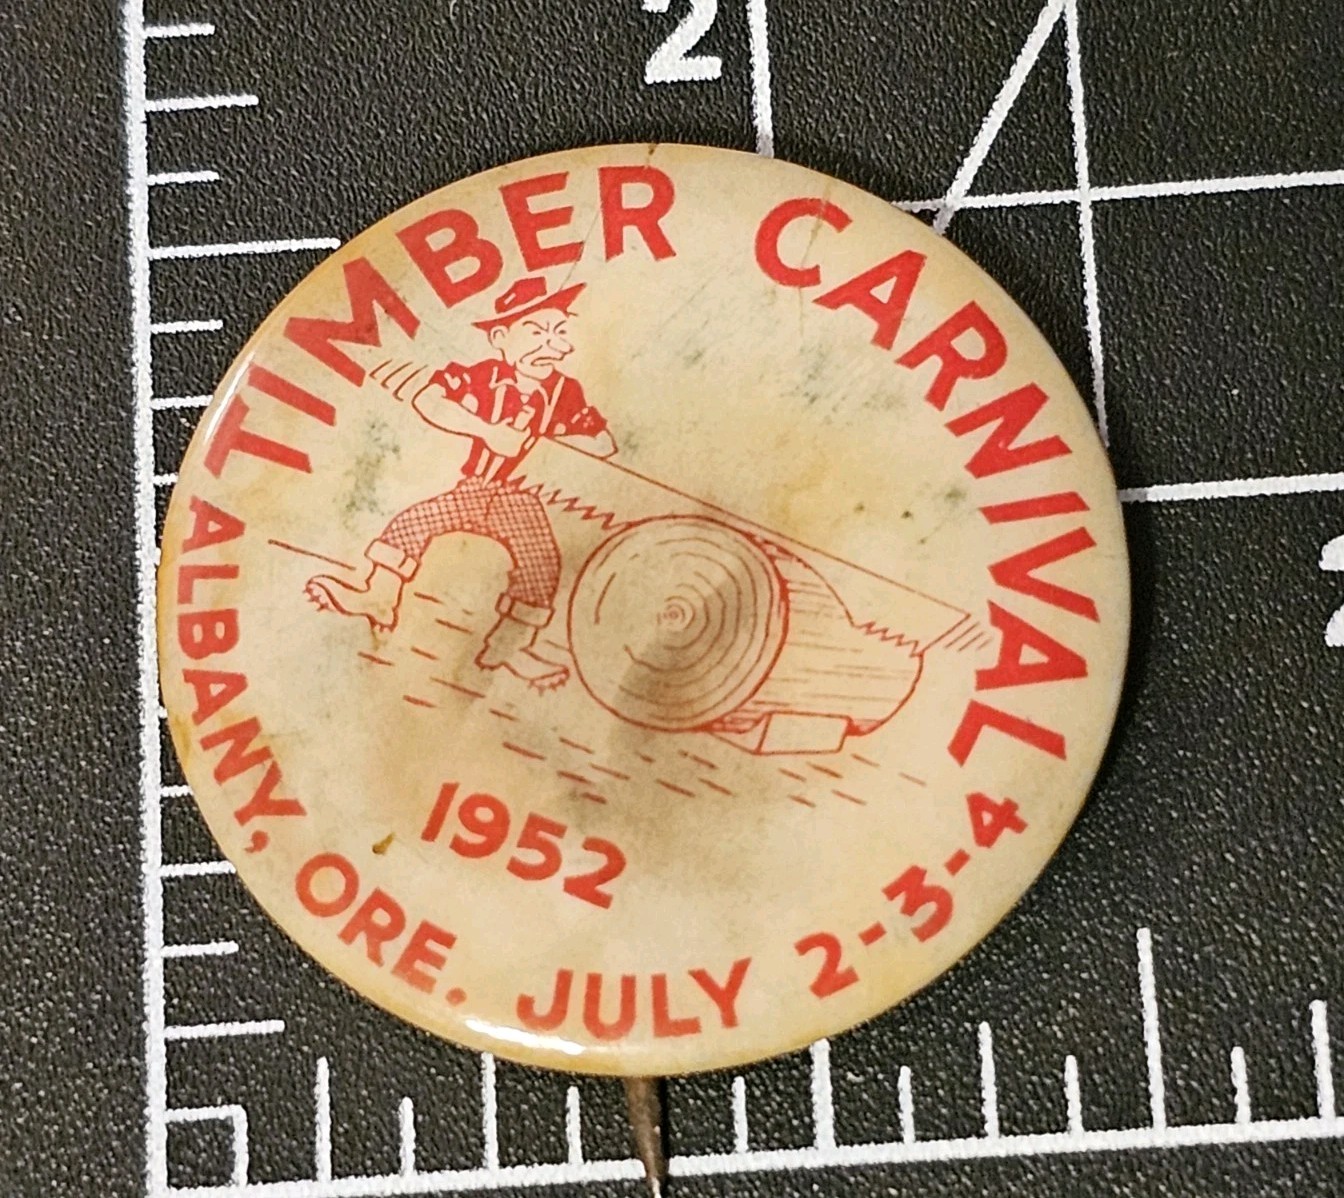 2
TIMBER CARNIVAL
1952
ALBANY, ORE. JULY 2-3-4